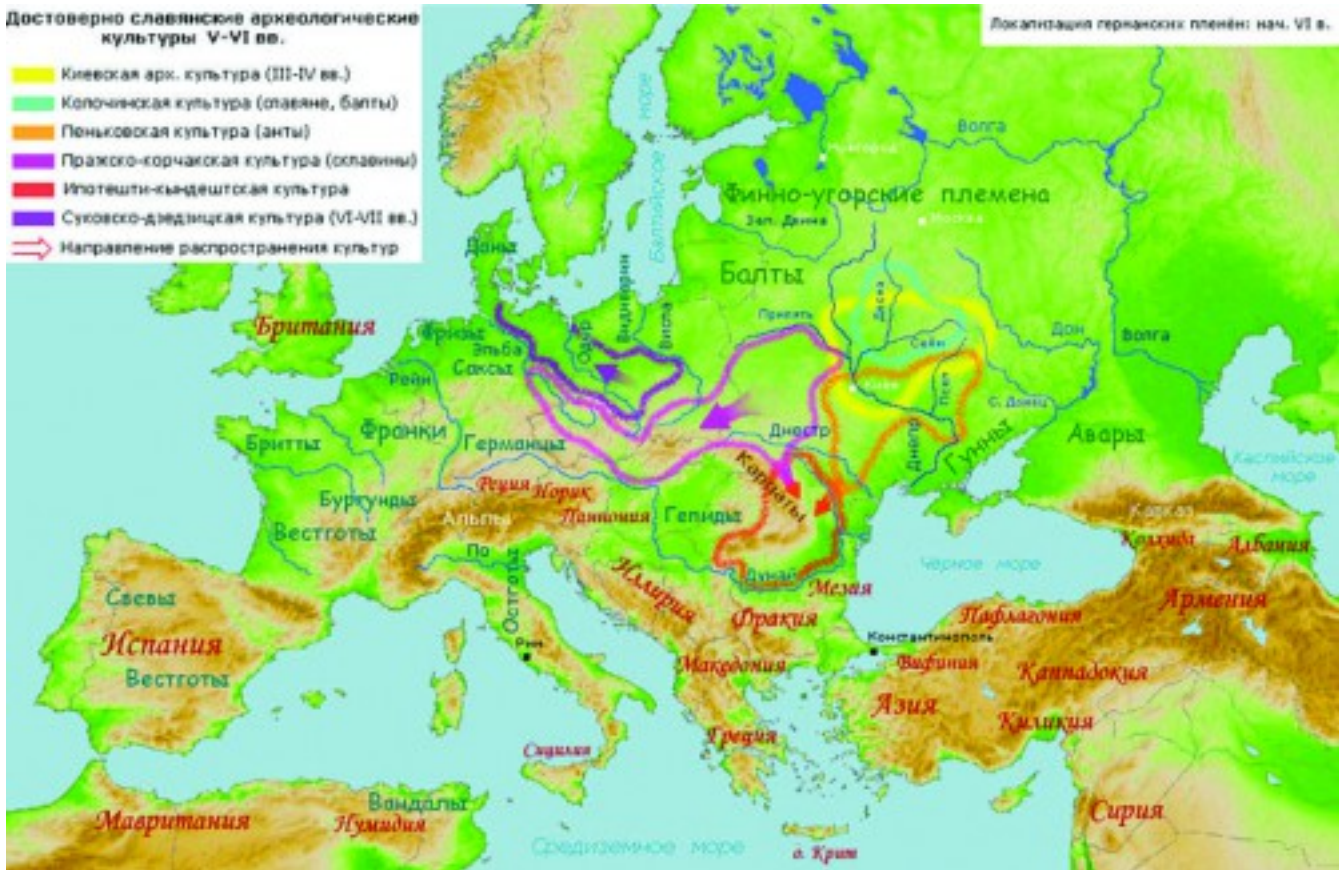 Достоверно славянские археологические
культуры V-VI вв.
Киевская арх. культура (III-IV вв.)
Колочинская культура (славяне, балты)
Пеньковская культура (анты)
Пражско-корчакская культура (склавины)
Ипотешти-кындештская культура
Суковско-дзедзицкая культура (VI-VII вв.)
Направление распространения культур
Локализация германских племён: нач. VI в.
Балтийское море
Новгород
Волга
Финно-угорские племена
Зап. Двина
Москва
Даны
Балты
Видиварии
Висла
Одер
Британия
Фризы
Эльба
Саксы
Рейн
Припять
Десна
Сейм
Дон
Волга
Киев
Псел
С. Донец
Днепр
Гунны
Авары
Каспийское
море
Бритты
Франки
Германцы
Днестр
Карпаты
Реция
Норик
Паннония
Гепиды
Бургунды
Вестготы
Альпы
По
Остготы
Кавказ
Колхида
Албания
Черное море
Иллирия
Дунай
Мезия
Фракия
Пафлагония
Армения
Свевы
Испания
Вестготы
Рим
Константинополь
Вифиния
Македония
Каппадокия
Азия
Киликия
Греция
Сицилия
Вандалы
Мавритания
Нумидия
Средиземное море
о. Крит
Сирия